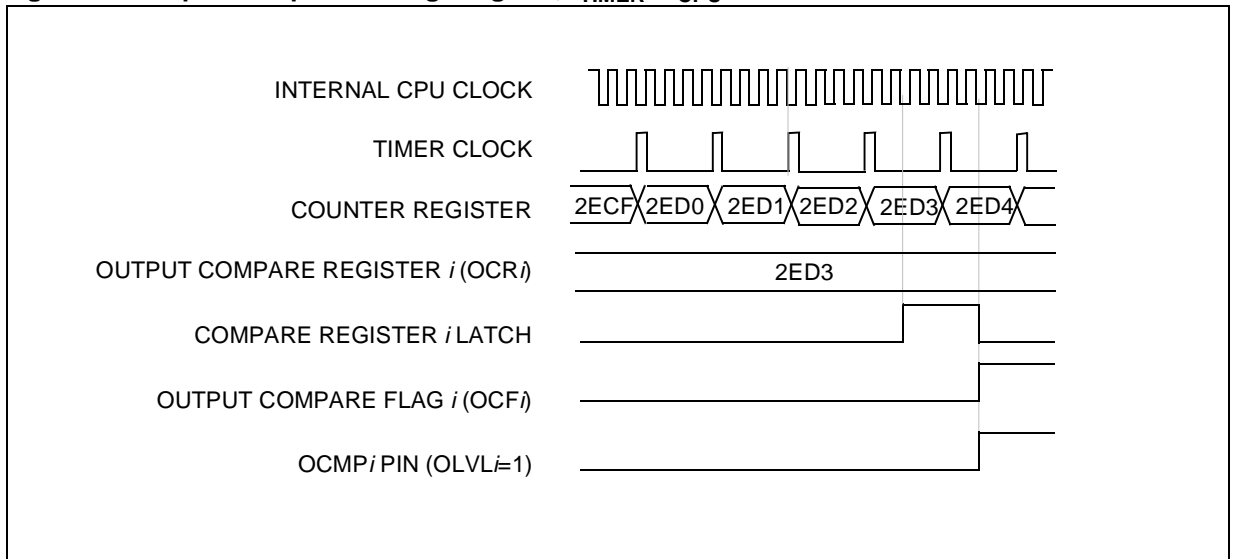 INTERNAL CPU CLOCK
TIMER CLOCK
COUNTER REGISTER 2ECF 2ED0 2ED1 2ED2 2ED3 2ED4
OUTPUT COMPARE REGISTER i (OCRi) 2ED3
COMPARE REGISTER i LATCH
OUTPUT COMPARE FLAG i (OCFi)
OCMPi PIN (OLVLi=1)